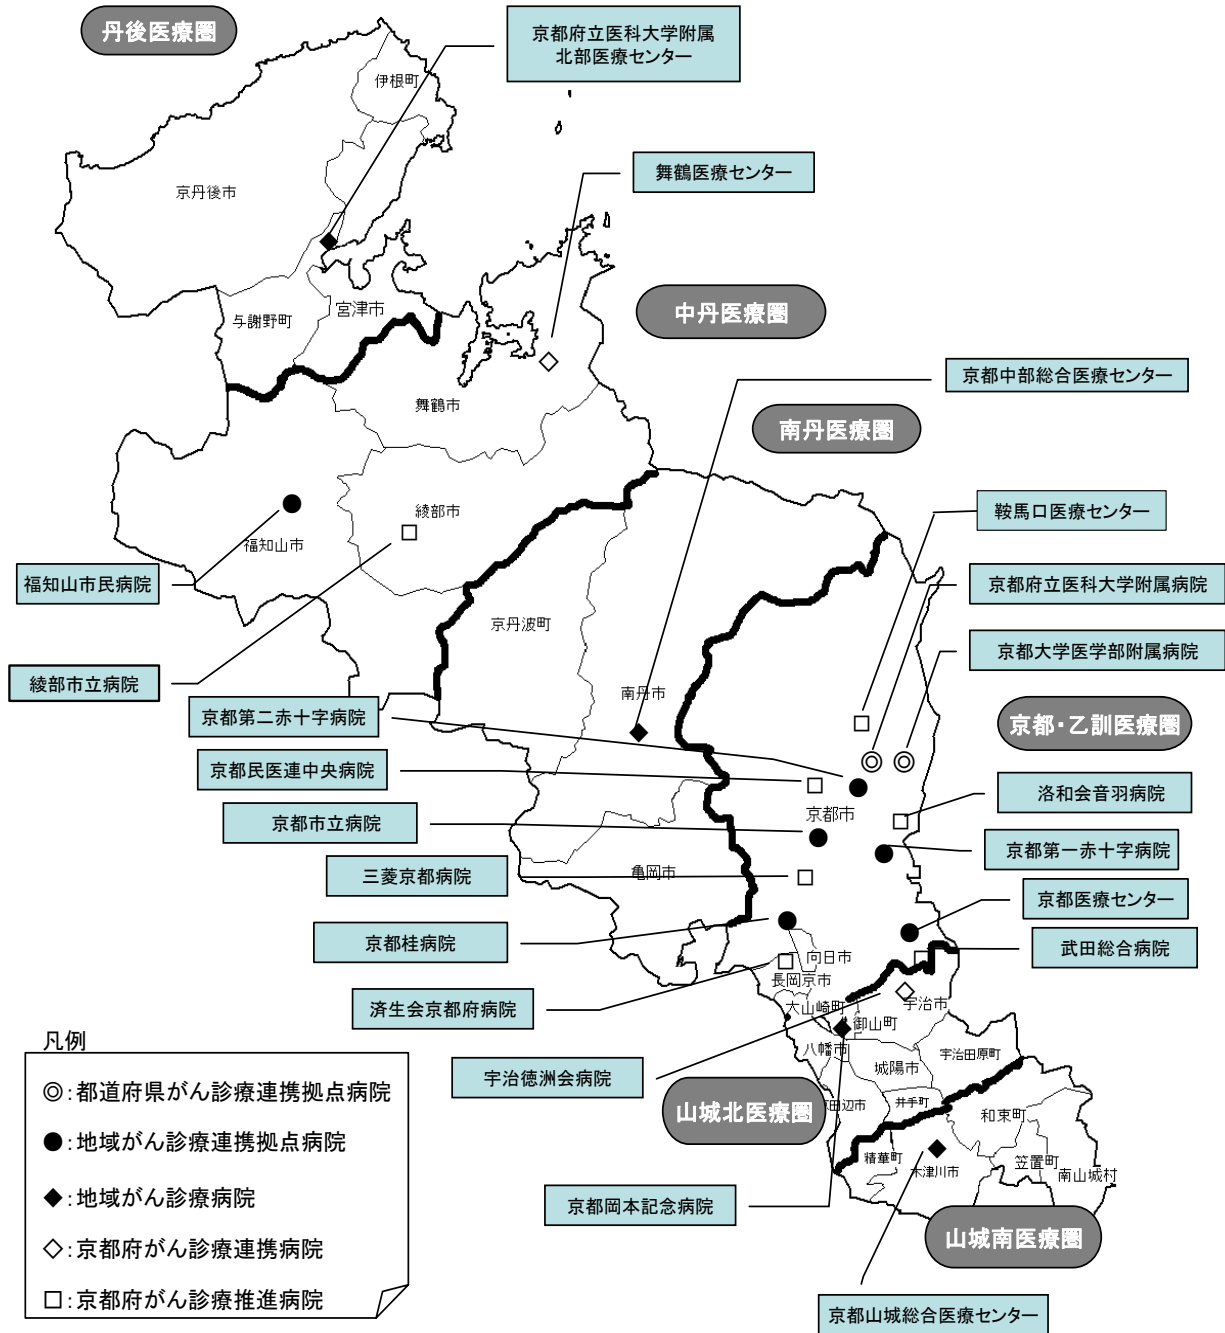 丹後医療圏
京都府立医科大学附属
北部医療センター
伊根町
舞鶴医療センター
京丹後市
中丹医療圏
宮津市
与謝野町
京都中部総合医療センター
舞鶴市
南丹医療圏
鞍馬口医療センター
綾部市
福知山市
福知山市民病院
京都府立医科大学附属病院
京丹波町
京都大学医学部附属病院
綾部市立病院
南丹市
京都第二赤十字病院
京都・乙訓医療圏
京都民医連中央病院
洛和会音羽病院
京都市
京都市立病院
京都第一赤十字病院
亀岡市
三菱京都病院
京都医療センター
京都桂病院
武田総合病院
向日市
長岡京市
済生会京都府病院
大山崎町
宇治市
御山町
八幡市
宇治田原町
城陽市
宇治徳洲会病院
山城北医療圏
田辺市
井手町
和束町
精華町
笠置町
木津川市
南山城村
京都岡本記念病院
山城南医療圏
京都山城総合医療センター
凡例
◎:都道府県がん診療連携拠点病院
●:地域がん診療連携拠点病院
◆:地域がん診療病院
◇:京都府がん診療連携病院
□:京都府がん診療推進病院